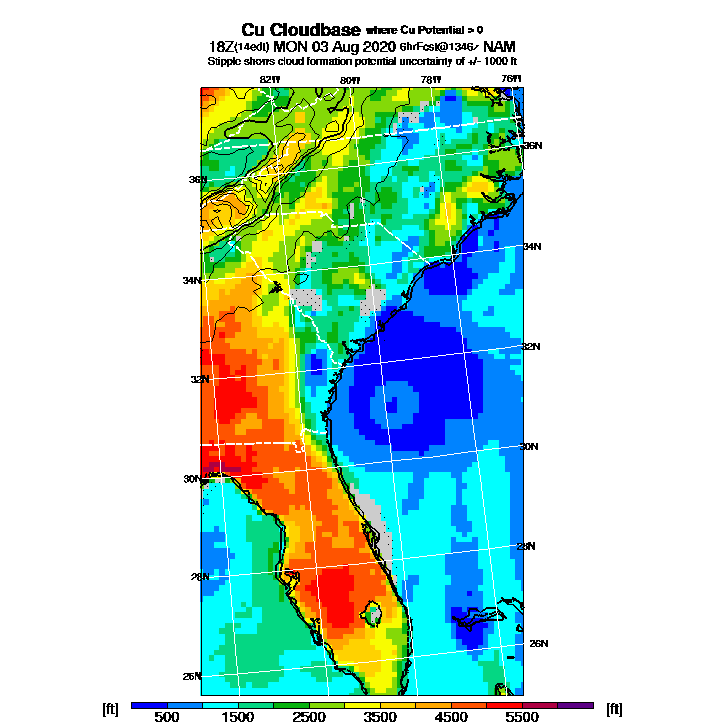 Cu Cloudbase where Cu Potential > 0
18Z(14edt) MON 03 Aug 2020 6hrFcst@1346z NAM
Stipple shows cloud formation potential uncertainty of +/- 1000 ft
82W 80W 78W 76W
36N
36N
34N
34N
32N
32N
30N
30N
28N
28N
26N
26N
[ft] [ft]
500 1500 2500 3500 4500 5500